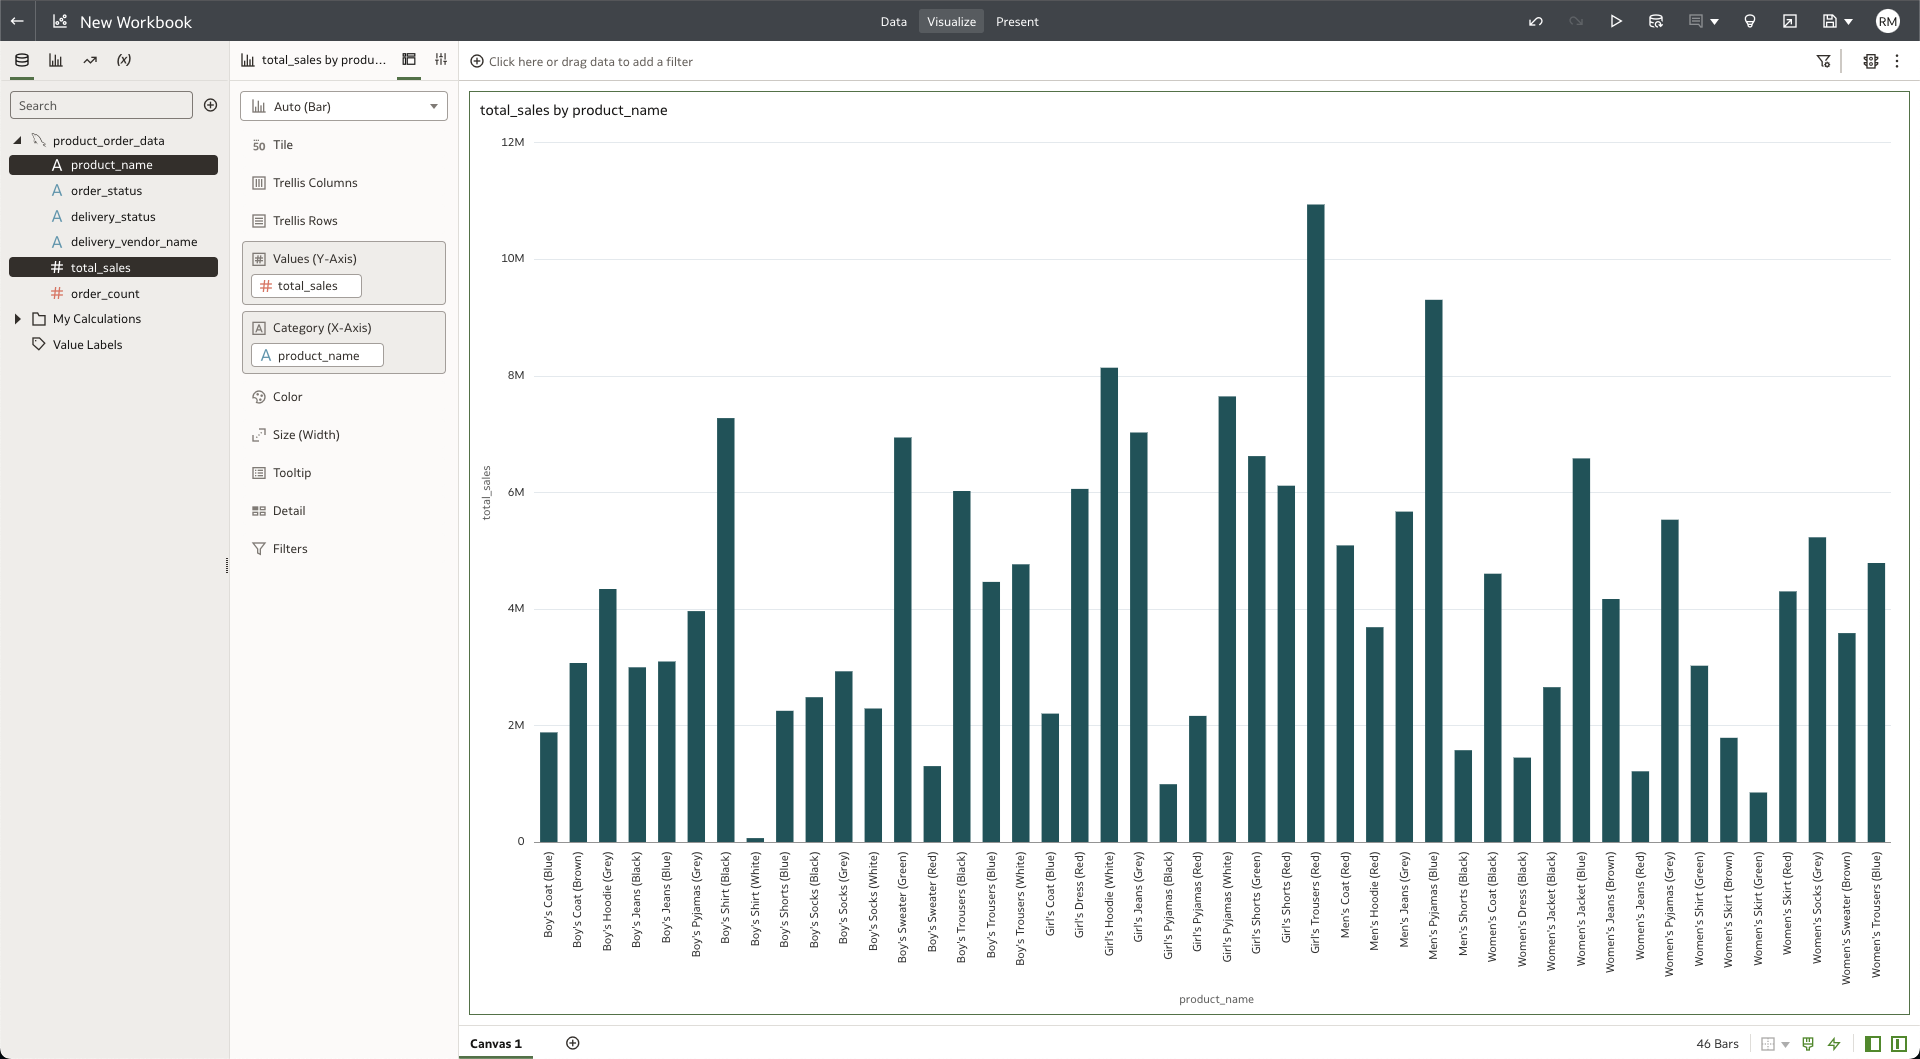 New Workbook
Data
Visualize
Present
RM
(x)
total_sales by produ...
Click here or drag data to add a filter
Search
product_order_data
product_name
order_status
delivery_status
delivery_vendor_name
total_sales
order_count
My Calculations
Value Labels
Auto (Bar)
50 Tile
Trellis Columns
Trellis Rows
Values (Y-Axis)
total_sales
Category (X-Axis)
A product_name
Color
Size (Width)
Tooltip
Detail
Filters
total_sales by product_name
12M
10M
8M
6M
4M
2M
0
total_sales
Boy's Coat (Blue)
Boy's Coat (Brown)
Boy's Hoodie (Grey)
Boy's Jeans (Black)
Boy's Jeans (Blue)
Boy's Pyjamas (Grey)
Boy's Shirt (Black)
Boy's Shirt (White)
Boy's Shorts (Blue)
Boy's Socks (Black)
Boy's Socks (Grey)
Boy's Socks (White)
Boy's Sweater (Green)
Boy's Sweater (Red)
Boy's Trousers (Black)
Boy's Trousers (Blue)
Boy's Trousers (White)
Girl's Coat (Blue)
Girl's Dress (Red)
Girl's Hoodie (White)
Girl's Jeans (Grey)
Girl's Pyjamas (Black)
Girl's Pyjamas (Red)
Girl's Pyjamas (White)
Girl's Shorts (Green)
Girl's Shorts (Red)
Girl's Trousers (Red)
Men's Coat (Red)
Men's Hoodie (Red)
Men's Jeans (Grey)
Men's Pyjamas (Blue)
Men's Shorts (Black)
Women's Coat (Black)
Women's Dress (Black)
Women's Jacket (Black)
Women's Jacket (Blue)
Women's Jeans (Brown)
Women's Jeans (Red)
Women's Pyjamas (Grey)
Women's Shirt (Green)
Women's Skirt (Brown)
Women's Skirt (Green)
Women's Skirt (Red)
Women's Socks (Grey)
Women's Sweater (Brown)
Women's Trousers (Blue)
product_name
Canvas 1
46 Bars